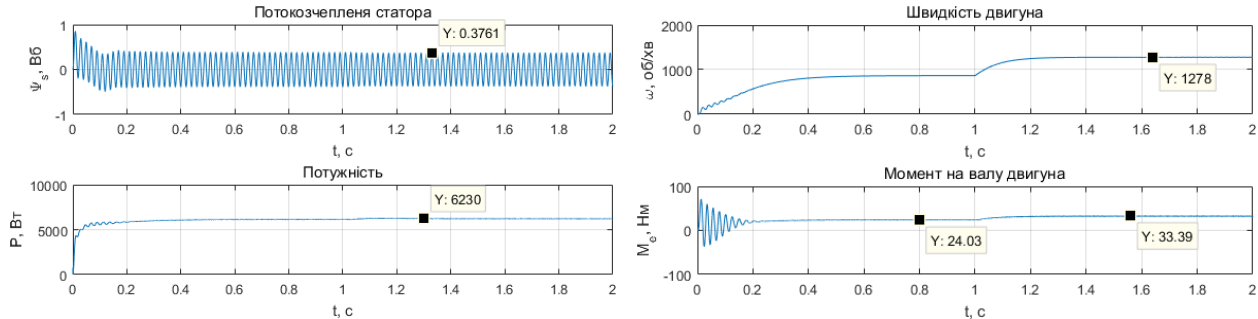 Потокозчепленя статора
Ψ_s, Вб
1
0
-1
Y: 0.3761
0 0.2 0.4 0.6 0.8 1 1.2 1.4 1.6 1.8 2
t, с
Швидкість двигуна
ω, об/хв
2000
1000
0
Y: 1278
0 0.2 0.4 0.6 0.8 1 1.2 1.4 1.6 1.8 2
t, с
Потужність
P, Вт
10000
5000
0
Y: 6230
0 0.2 0.4 0.6 0.8 1 1.2 1.4 1.6 1.8 2
t, с
Момент на валу двигуна
M_e, Нм
100
0
-100
Y: 24.03
Y: 33.39
0 0.2 0.4 0.6 0.8 1 1.2 1.4 1.6 1.8 2
t, с